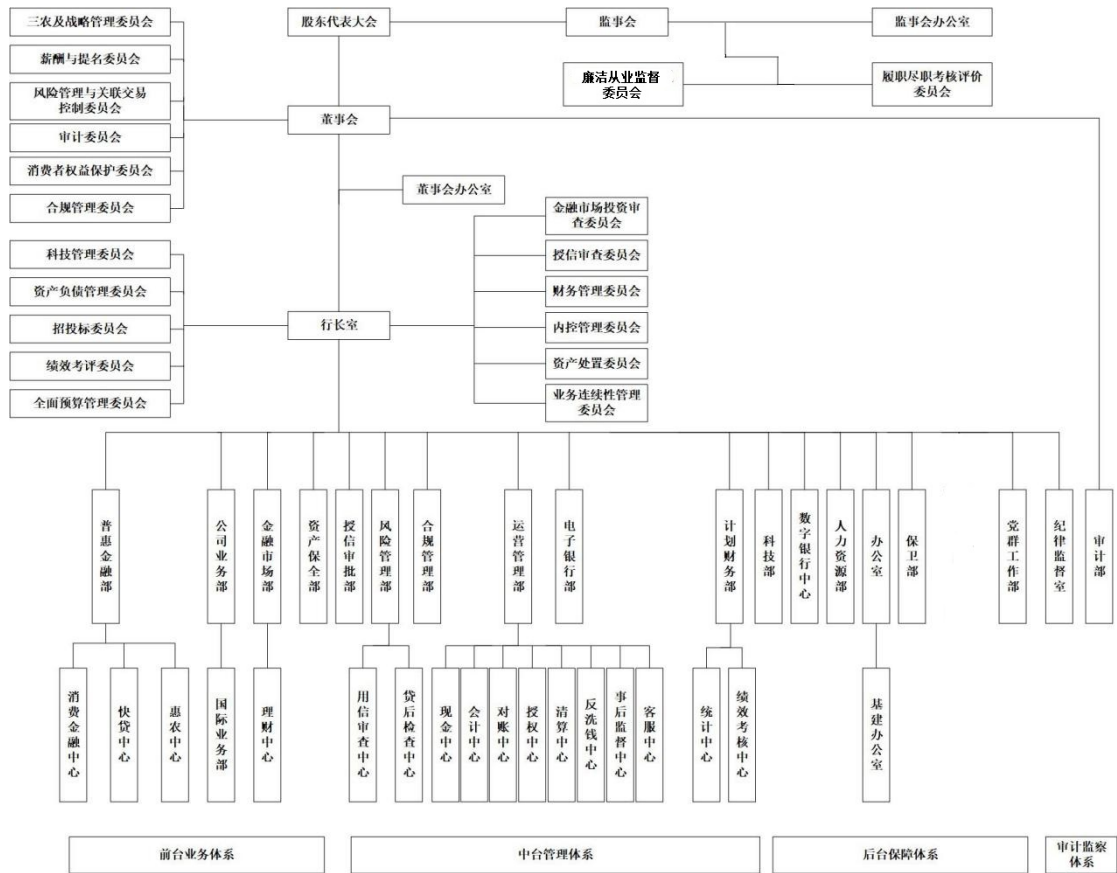 三农及战略管理委员会
股东代表大会
监事会
监事会办公室
薪酬与提名委员会
廉洁从业监督
委员会
履职尽职考核评价
委员会
风险管理与关联交易
控制委员会
董事会
审计委员会
消费者权益保护委员会
合规管理委员会
董事会办公室
金融市场投资审
查委员会
科技管理委员会
授信审查委员会
资产负债管理委员会
财务管理委员会
招投标委员会
行长室
内控管理委员会
绩效考评委员会
资产处置委员会
全面预算管理委员会
业务连续性管理
委员会
普惠金融部
公司业务部
金融市场部
资产保全部
授信审批部
风险管理部
合规管理部
运营管理部
电子银行部
计划财务部
科技部
数字银行中心
人力资源部
办公室
保卫部
党群工作部
纪律监督室
审计部
消费金融中心
快贷中心
惠农中心
国际业务部
理财中心
用信审查中心
贷后检查中心
现金中心
会计中心
对账中心
授权中心
清算中心
反洗钱中心
事后监督中心
客服中心
统计中心
绩效考核中心
基建办公室
前台业务体系
中台管理体系
后台保障体系
审计监察
体系